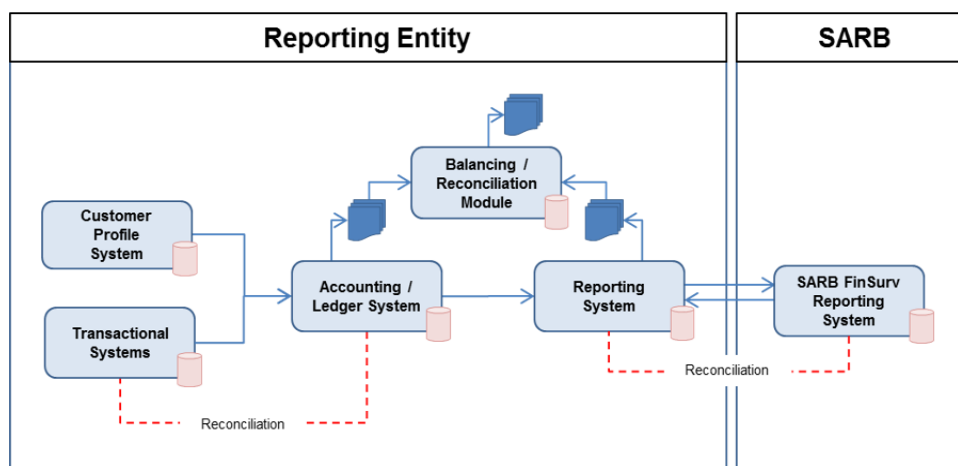 Reporting Entity
SARB
Balancing /
Reconciliation
Module
Customer
Profile
System
Accounting /
Ledger System
Reporting
System
SARB FinSurv
Reporting
System
Transactional
Systems
Reconciliation
Reconciliation